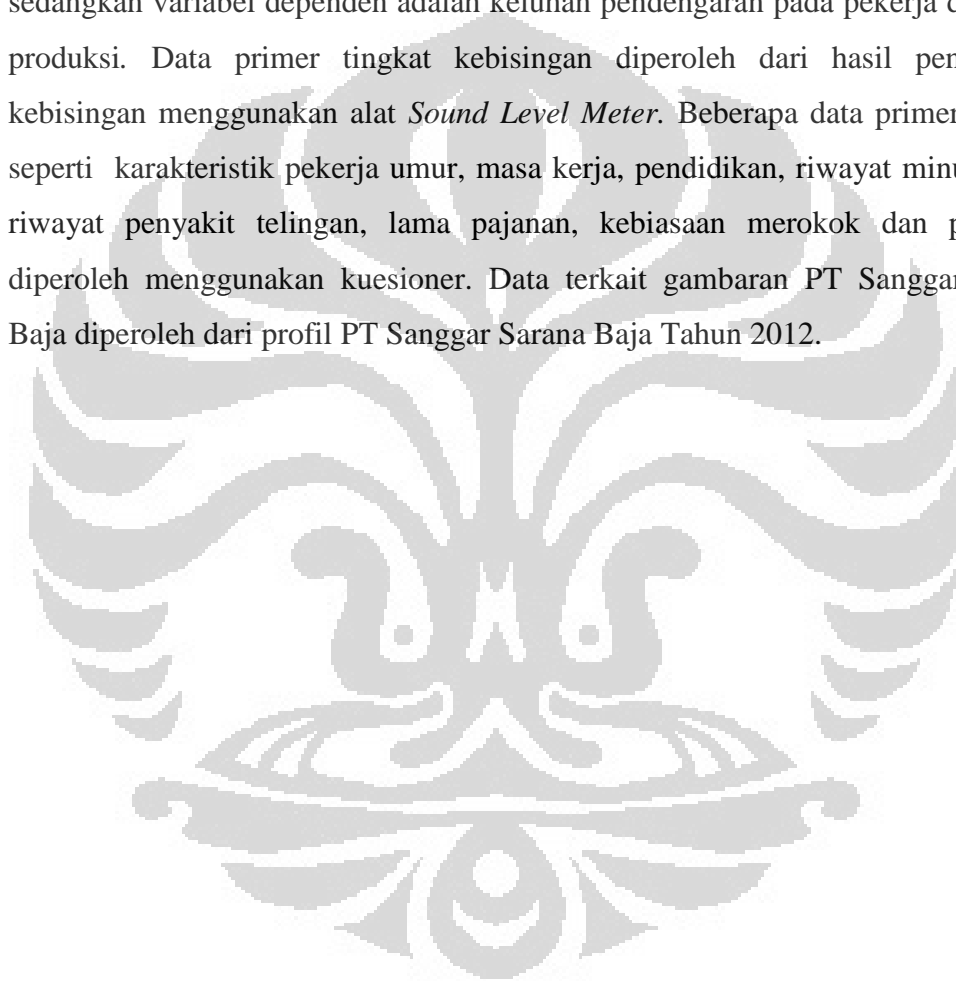 sedangkan variabel dependen adalah keluhan pendengaran pada pekerja
produksi. Data primer tingkat kebisingan diperoleh dari hasil
kebisingan menggunakan alat Sound Level Meter. Beberapa data primer
seperti karakteristik pekerja umur, masa kerja, pendidikan, riwayat
riwayat penyakit telingan, lama pajanan, kebiasaan merokok dan
diperoleh menggunakan kuesioner. Data terkait gambaran PT Sanggar
Baja diperoleh dari profil PT Sanggar Sarana Baja Tahun 2012.